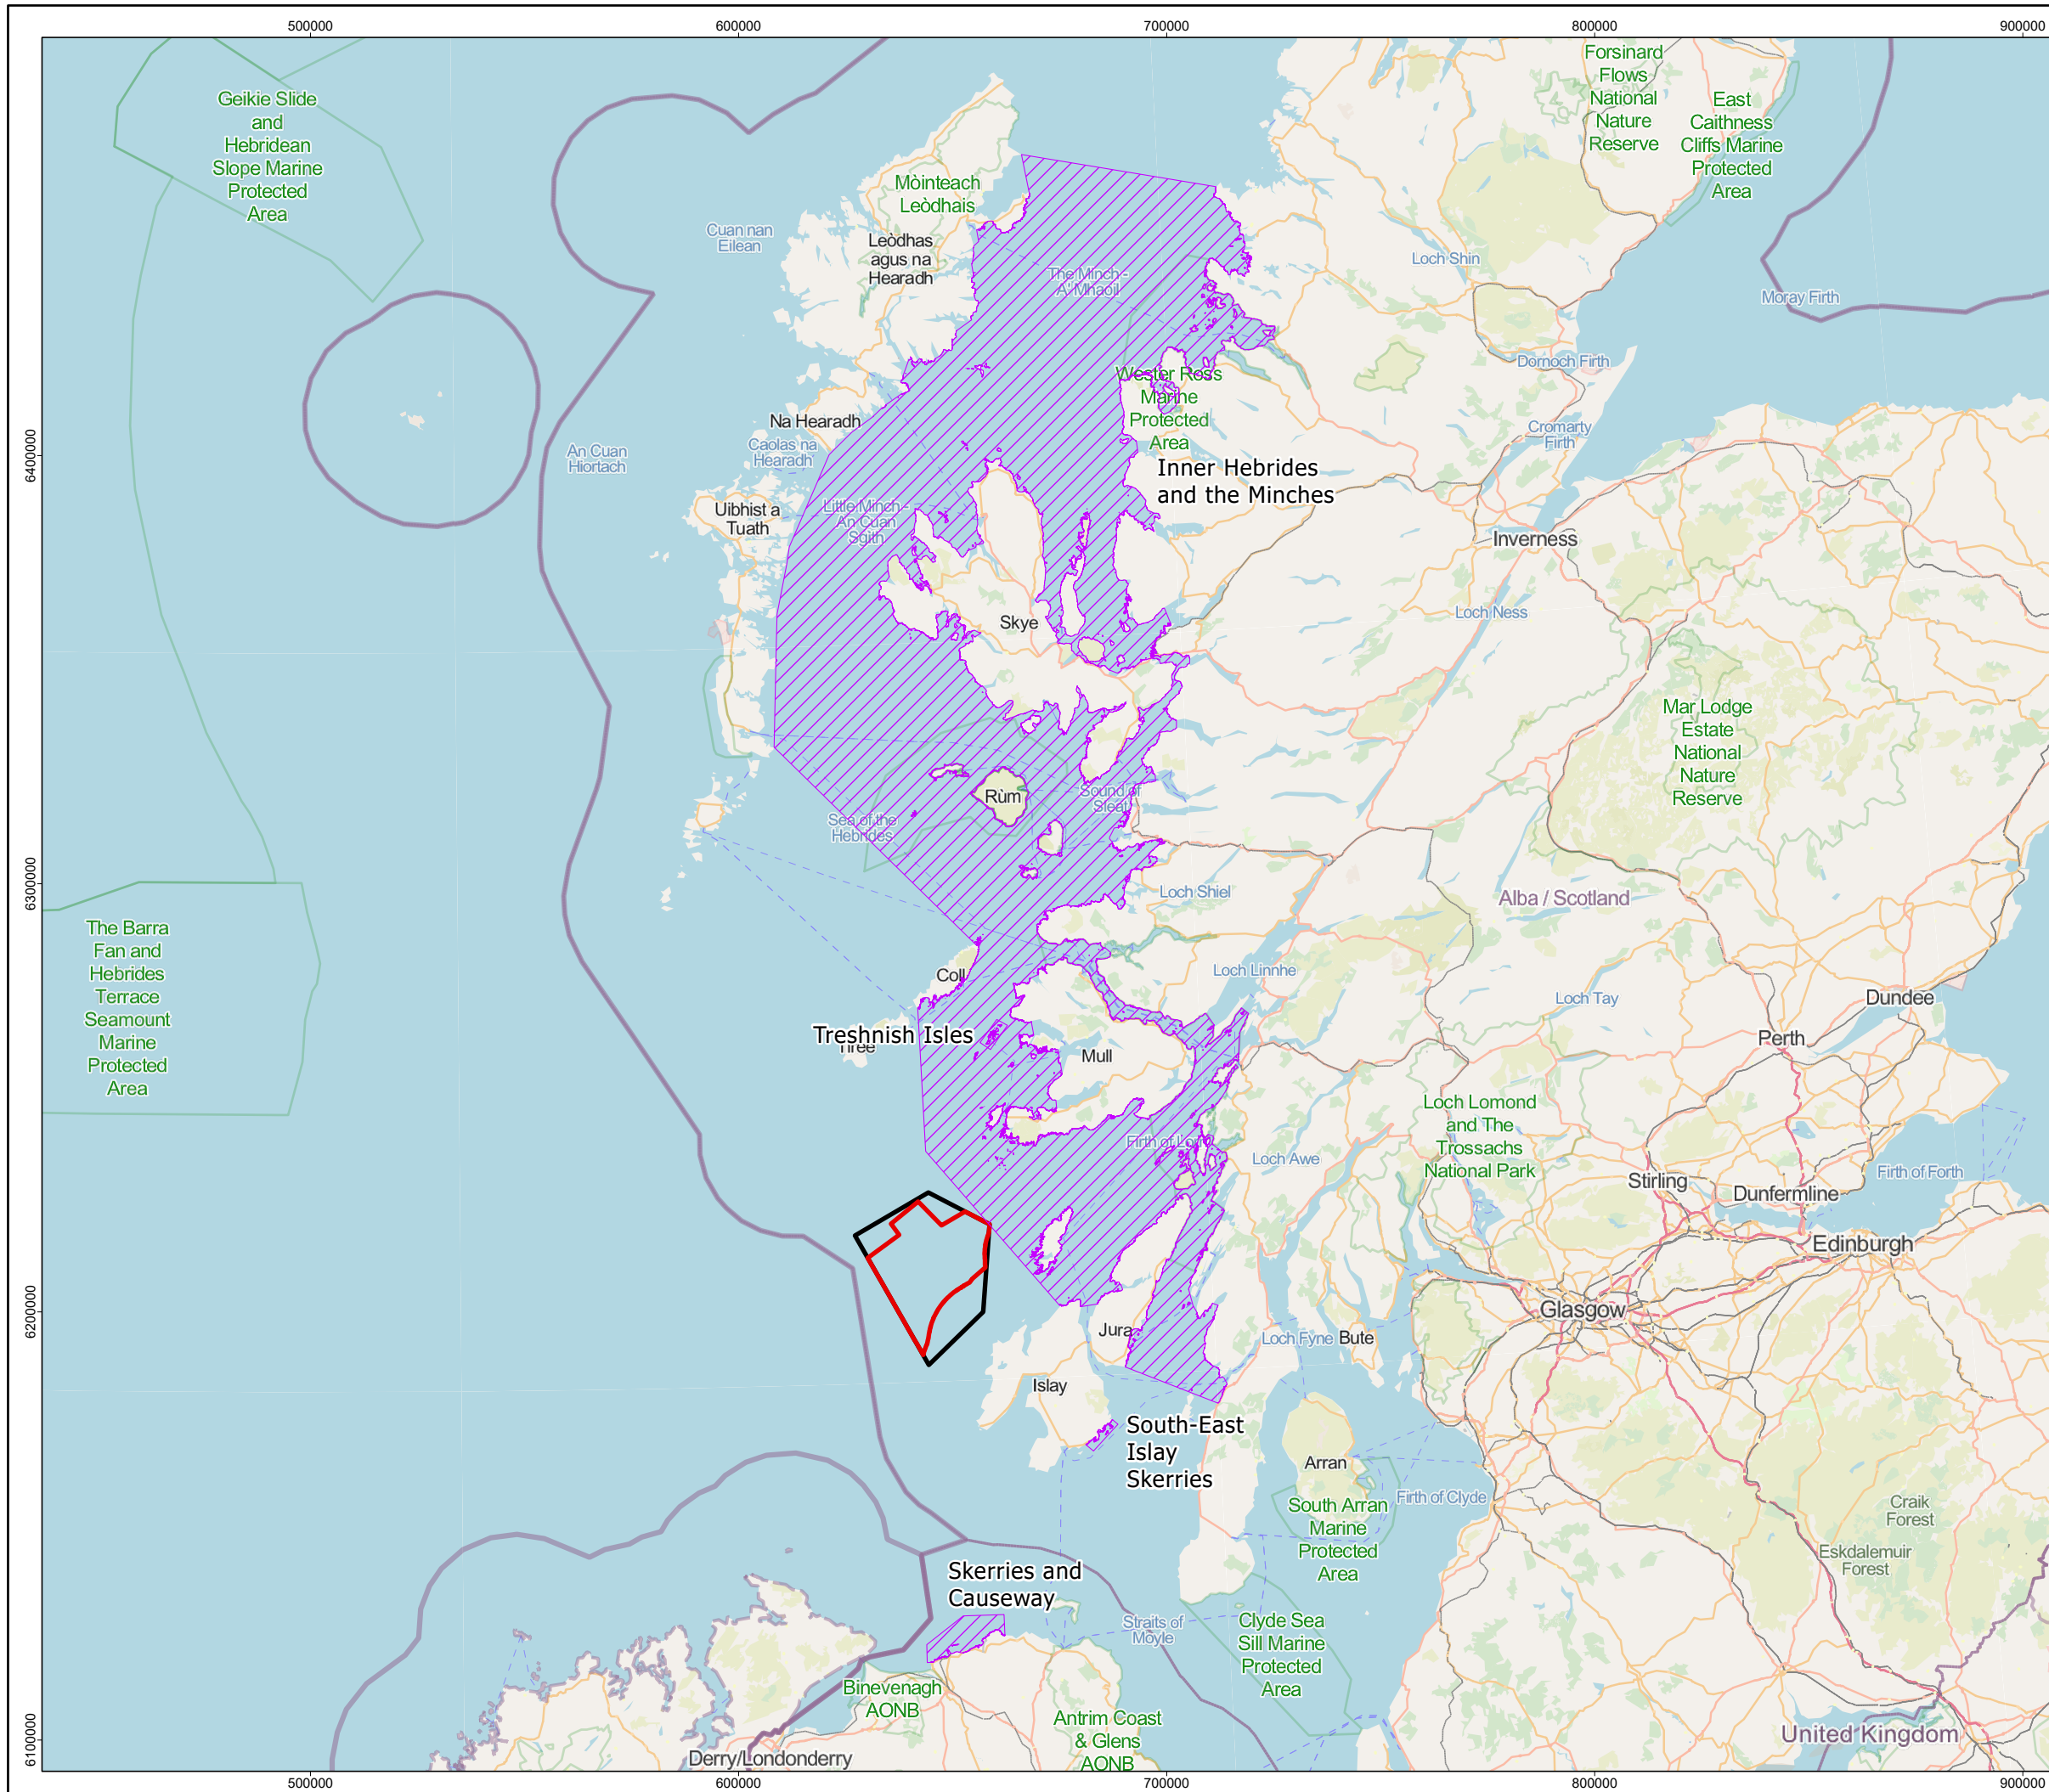 500000
600000
700000
800000
900000
Geikie Slide
and
Hebridean
Slope Marine
Protected
Area
Forsinard
Flows
National
Nature
Reserve
East
Caithness
Cliffs Marine
Protected
Area
Mòinteach
Leòdhais
Cuan nan
Eilean
Leòdhas
agus na
Hearadh
The Minch -
A' Mhaoil
Loch Shin
Moray Firth
Dornoch Firth
Wester Ross
Marine
Protected
Area
Na Hearadh
Caolas na
Hearadh
Cromarty
Firth
6400000
An Cuan
Hiortach
Inner Hebrides
and the Minches
Uibhist a
Tuath
Little Minch -
An Cuan
Sgith
Inverness
Loch Ness
Skye
Mar Lodge
Estate
National
Nature
Reserve
Rùm
Sound of
Sleat
Sea of the
Hebrides
6300000
Loch Shiel
Alba / Scotland
The Barra
Fan and
Hebrides
Terrace
Seamount
Marine
Protected
Area
Coll
Loch Linnhe
Loch Tay
Dundee
Treshnish Isles
Tiree
Mull
Perth
Loch Lomond
and The
Trossachs
National Park
Firth of Lorn
Loch Awe
Stirling
Dunfermline
Firth of Forth
Edinburgh
6200000
Glasgow
Jura
Loch Fyne
Bute
Islay
South-East
Islay
Skerries
Arran
South Arran
Marine
Protected
Area
Firth of Clyde
Craik
Forest
Eskdalemuir
Forest
Skerries and
Causeway
Straits of
Moyle
Clyde Sea
Sill Marine
Protected
Area
Binevenagh
AONB
Antrim Coast
& Glens
AONB
6100000
Derry/Londonderry
United Kingdom
500000
600000
700000
800000
900000